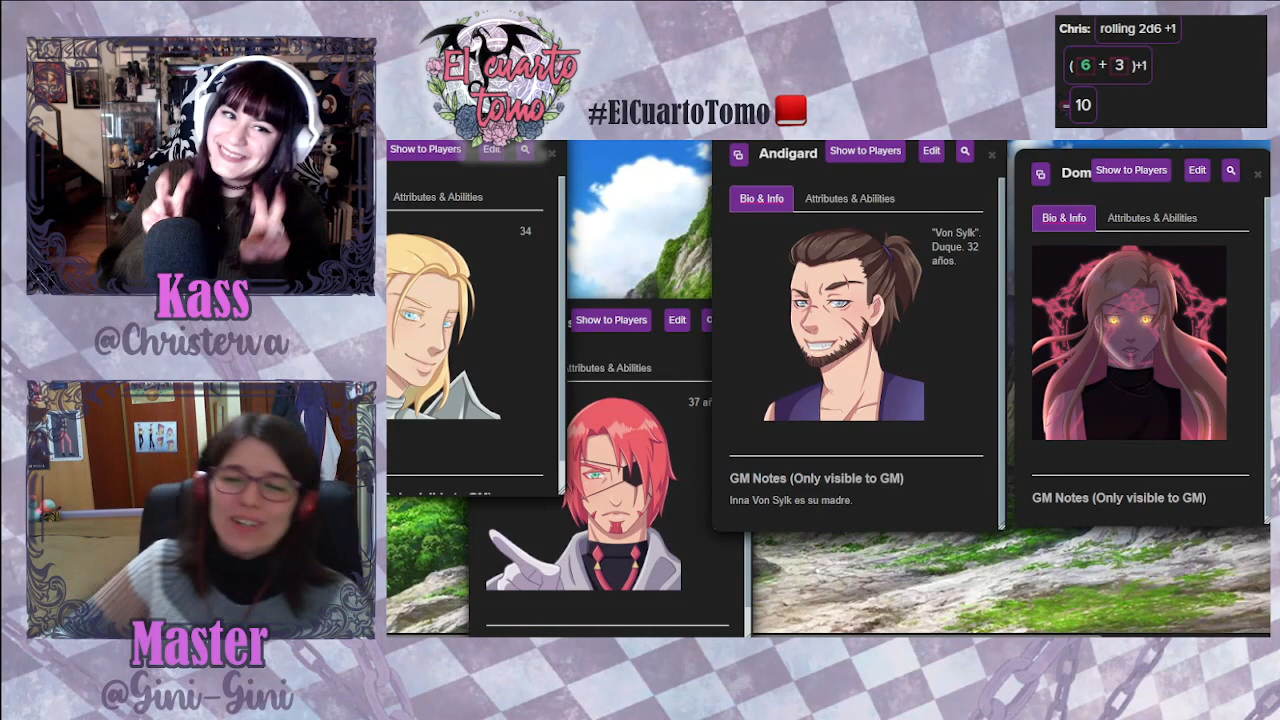 El cuarto
tomo
#ElCuartoTomo
Chris: rolling 2d6 +1
( 6 + 3 )+1
= 10
Kass
@Christerva
Master
@Gini-Gini
Show to Players Edit
Attributes & Abilities
34
Show to Players Edit
Attributes & Abilities
37
Andigard Show to Players Edit
Bio & Info Attributes & Abilities
"Von Sylk".
Duque. 32
años.
GM Notes (Only visible to GM)
Inna Von Sylk es su madre.
Dom Show to Players Edit
Bio & Info Attributes & Abilities
GM Notes (Only visible to GM)